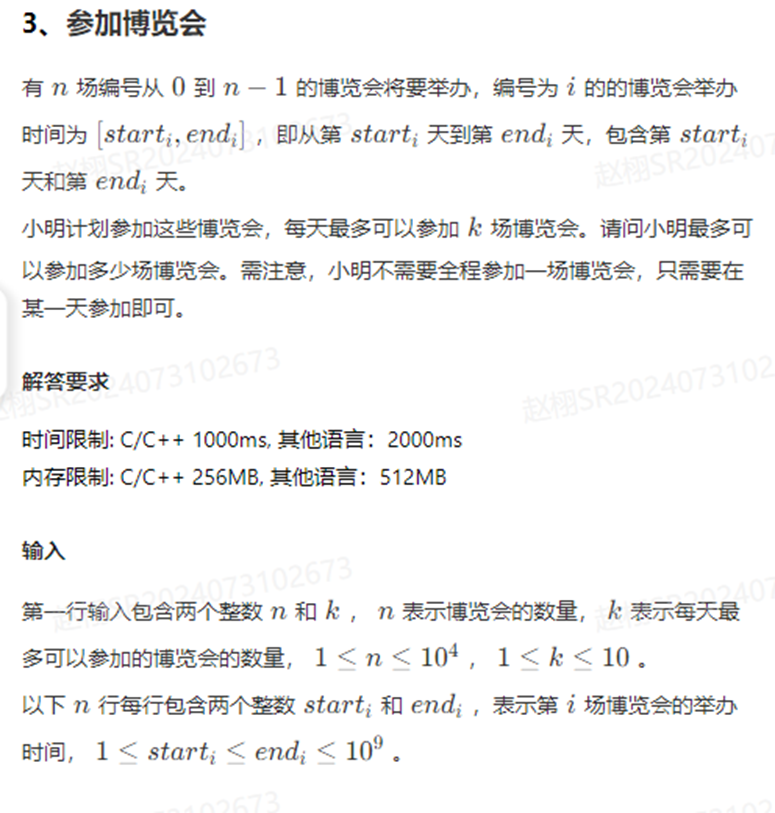 3、参加博览会
有 n 场编号从 0 到 n − 1 的博览会将要举办，编号为 i 的的博览会举办
时间为 [start_i, end_i]，即从第 start_i 天到第 end_i 天，包含第 start_i
天和第 end_i 天。
小明计划参加这些博览会，每天最多可以参加 k 场博览会。请问小明最多可
以参加多少场博览会。需注意，小明不需要全程参加一场博览会，只需要在
某一天参加即可。
解答要求
时间限制: C/C++ 1000ms, 其他语言：2000ms
内存限制: C/C++ 256MB, 其他语言：512MB
输入
第一行输入包含两个整数 n 和 k ， n 表示博览会的数量， k 表示每天最
多可以参加的博览会的数量， 1 ≤ n ≤ 10^4 ， 1 ≤ k ≤ 10 。
以下 n 行每行包含两个整数 start_i 和 end_i ，表示第 i 场博览会的举办
时间， 1 ≤ start_i ≤ end_i ≤ 10^9 。
赵栩SR2024073102673